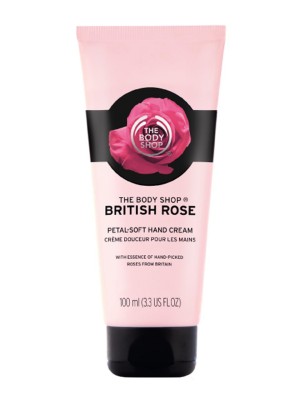 THE
BODY
SHOP
THE BODY SHOP ®
BRITISH ROSE
PETAL-SOFT HAND CREAM
CRÈME DOUCEUR POUR LES MAINS
WITH ESSENCE OF HAND-PICKED
ROSES FROM BRITAIN
100 ml (3.3 US FL OZ)